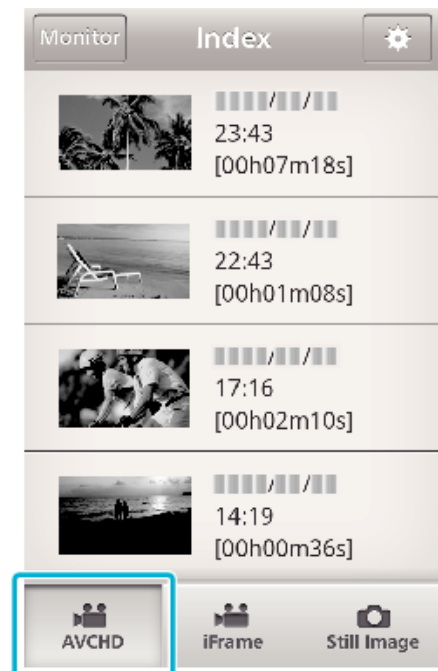 Monitor Index
23:43
[00h07m18s]
22:43
[00h01m08s]
17:16
[00h02m10s]
14:19
[00h00m36s]
AVCHD iFrame Still Image